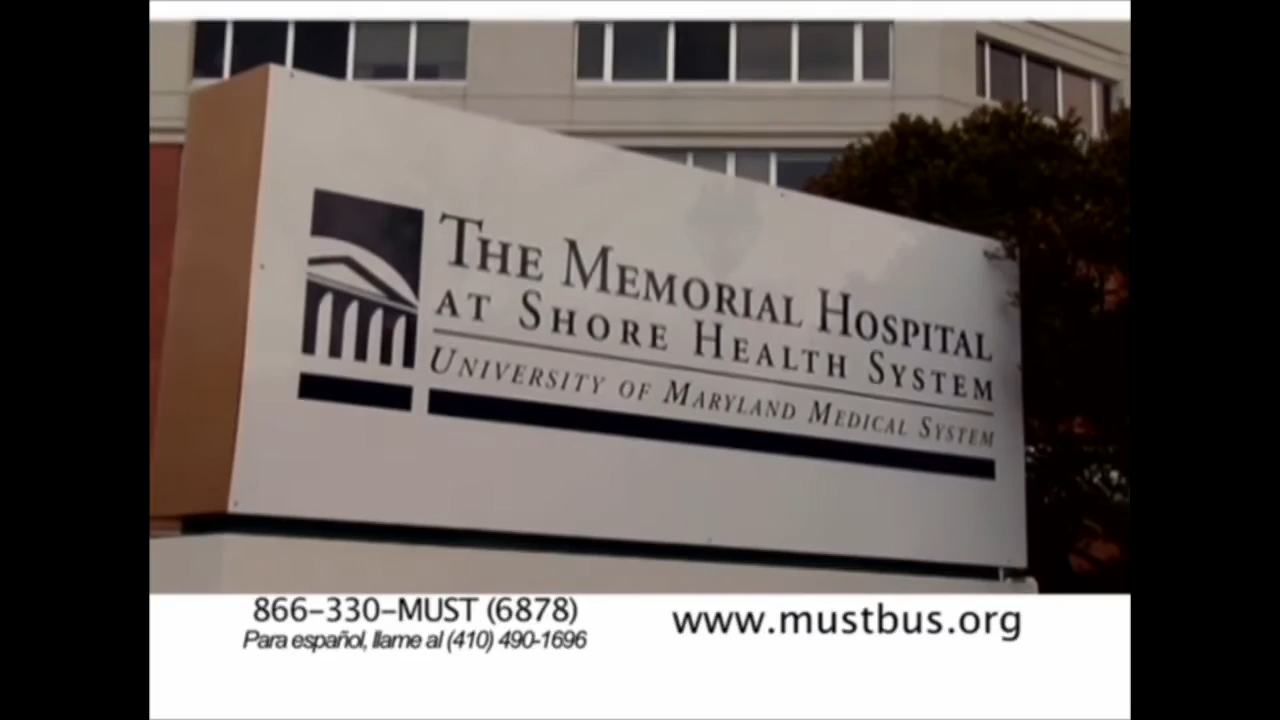 THE MEMORIAL HOSPITAL
AT SHORE HEALTH SYSTEM
UNIVERSITY OF MARYLAND MEDICAL SYSTEM
866-330-MUST (6878)
www.mustbus.org
Para español, llame al (410) 490-1696